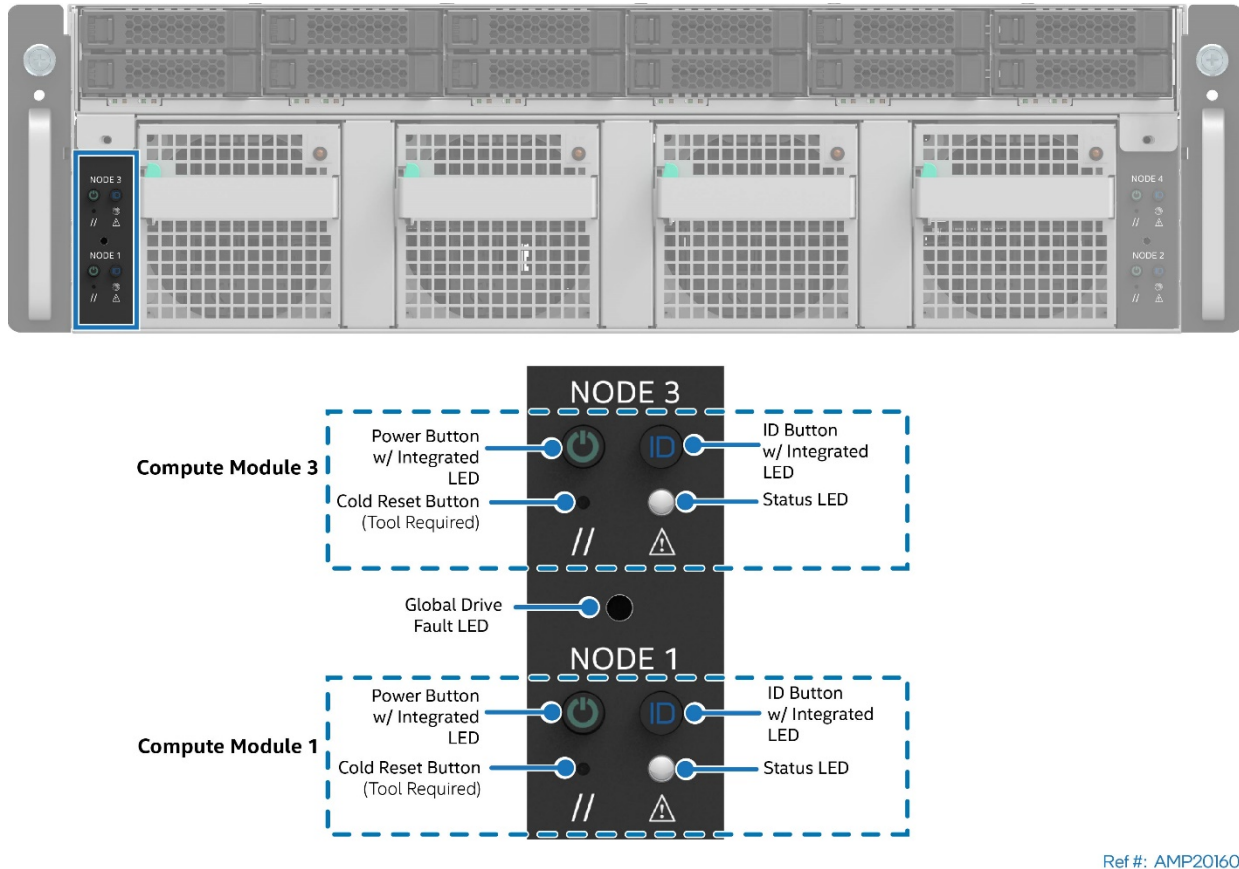 NODE 3
//
NODE 1
//
NODE 4
//
NODE 2
//
NODE 3
Compute Module 3
Power Button
w/ Integrated
LED
Cold Reset Button
(Tool Required)
ID
ID Button
w/ Integrated
LED
Status LED
//
Global Drive
Fault LED
NODE 1
Compute Module 1
Power Button
w/ Integrated
LED
Cold Reset Button
(Tool Required)
ID
ID Button
w/ Integrated
LED
Status LED
//
Ref #: AMP20160